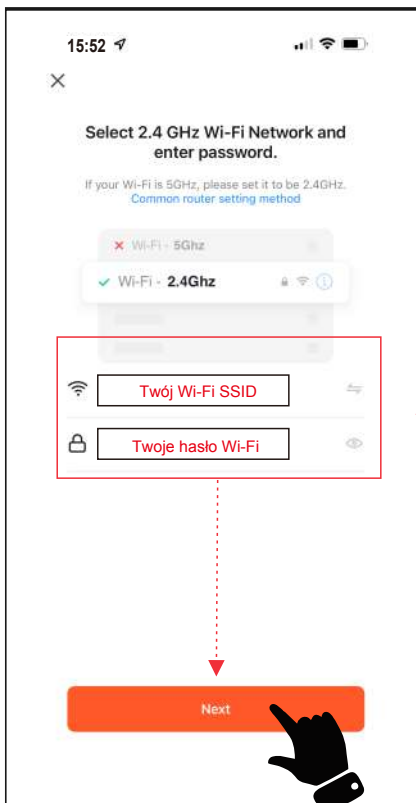 15:52
Select 2.4 GHz Wi-Fi Network and
enter password.
If your Wi-Fi is 5GHz, please set it to be 2.4GHz.
Common router setting method
Wi-Fi - 5Ghz
Wi-Fi - 2.4Ghz
Twój Wi-Fi SSID
Twoje hasło Wi-Fi
Next